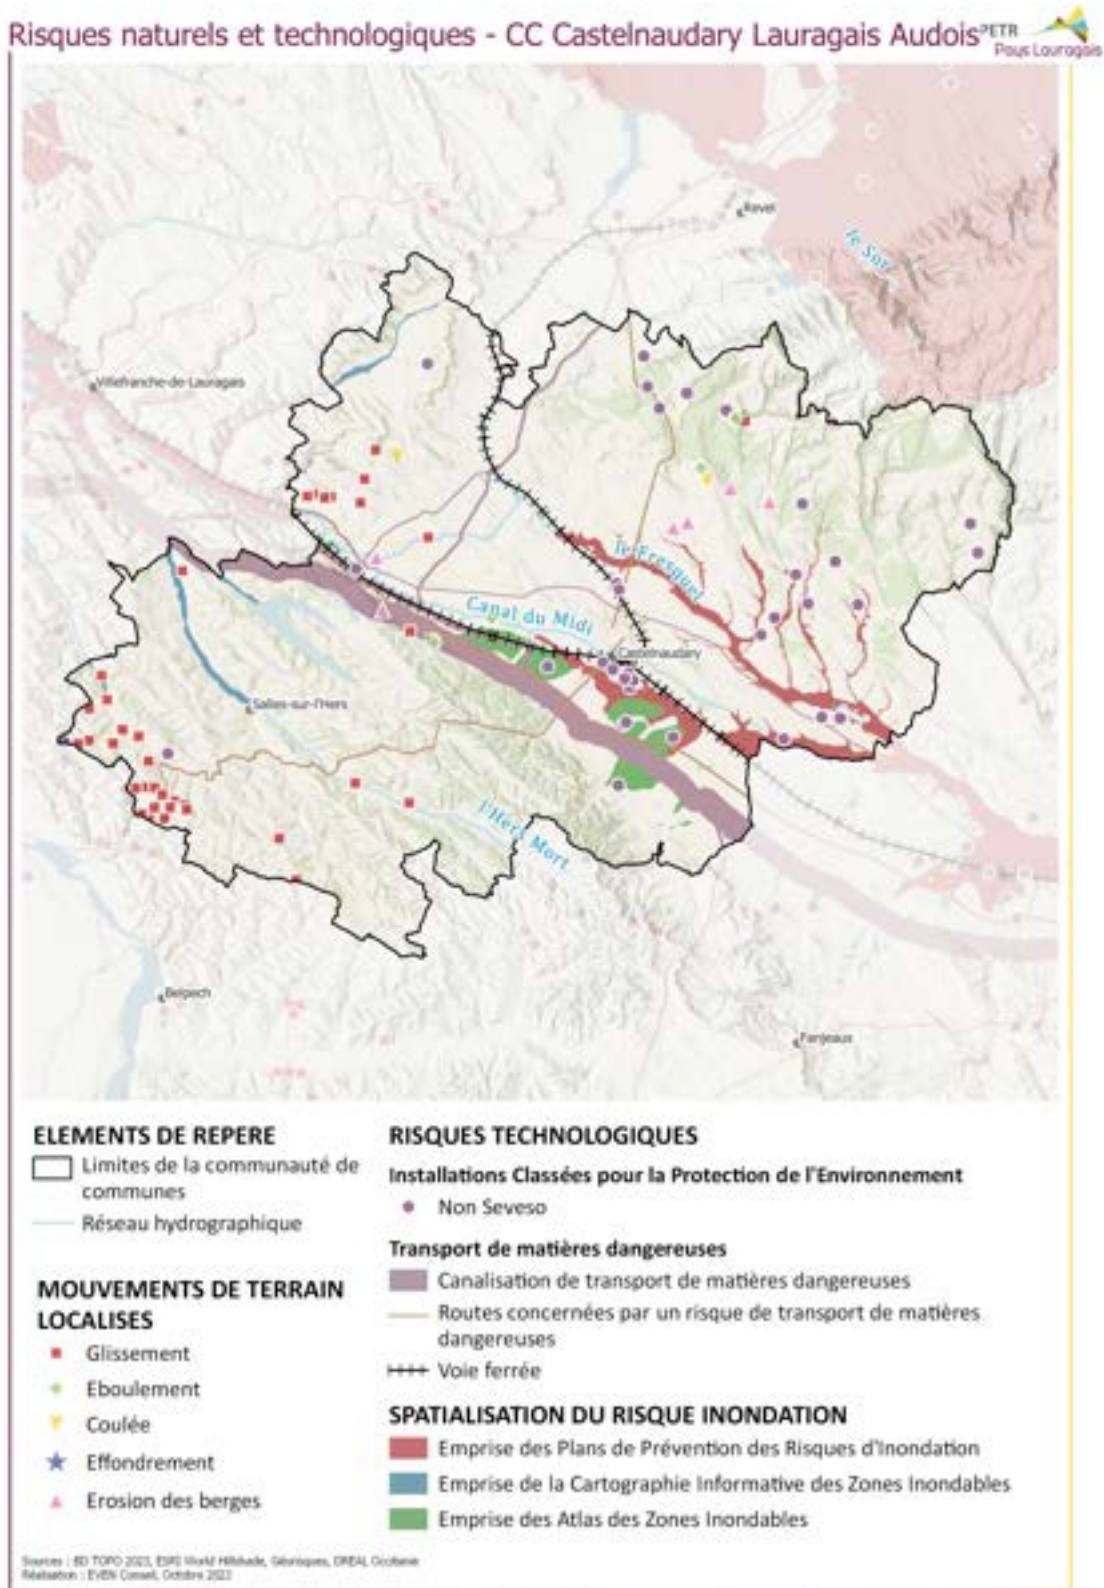 Risques naturels et technologiques - CC Castelnaudary Lauragais Audois
PETR
Pays Lauragais
Revel
le Sor
Villefranche-de-Lauragais
le Fresquel
Canal du Midi
Castelnaudary
Salles-sur-l'Hers
l'Hers Mort
Belpech
Fanjeaux
ELEMENTS DE REPERE
Limites de la communauté de
communes
Réseau hydrographique
MOUVEMENTS DE TERRAIN
LOCALISES
Glissement
Eboulement
Coulée
Effondrement
Erosion des berges
RISQUES TECHNOLOGIQUES
Installations Classées pour la Protection de l'Environnement
Non Seveso
Transport de matières dangereuses
Canalisation de transport de matières dangereuses
Routes concernées par un risque de transport de matières
dangereuses
Voie ferrée
SPATIALISATION DU RISQUE INONDATION
Emprise des Plans de Prévention des Risques d'Inondation
Emprise de la Cartographie Informative des Zones Inondables
Emprise des Atlas des Zones Inondables
Sources : BD TOPO 2023, ESRI World Hillshade, Géorisques, DREAL Occitanie
Réalisation : EVEN Conseil, Octobre 2023